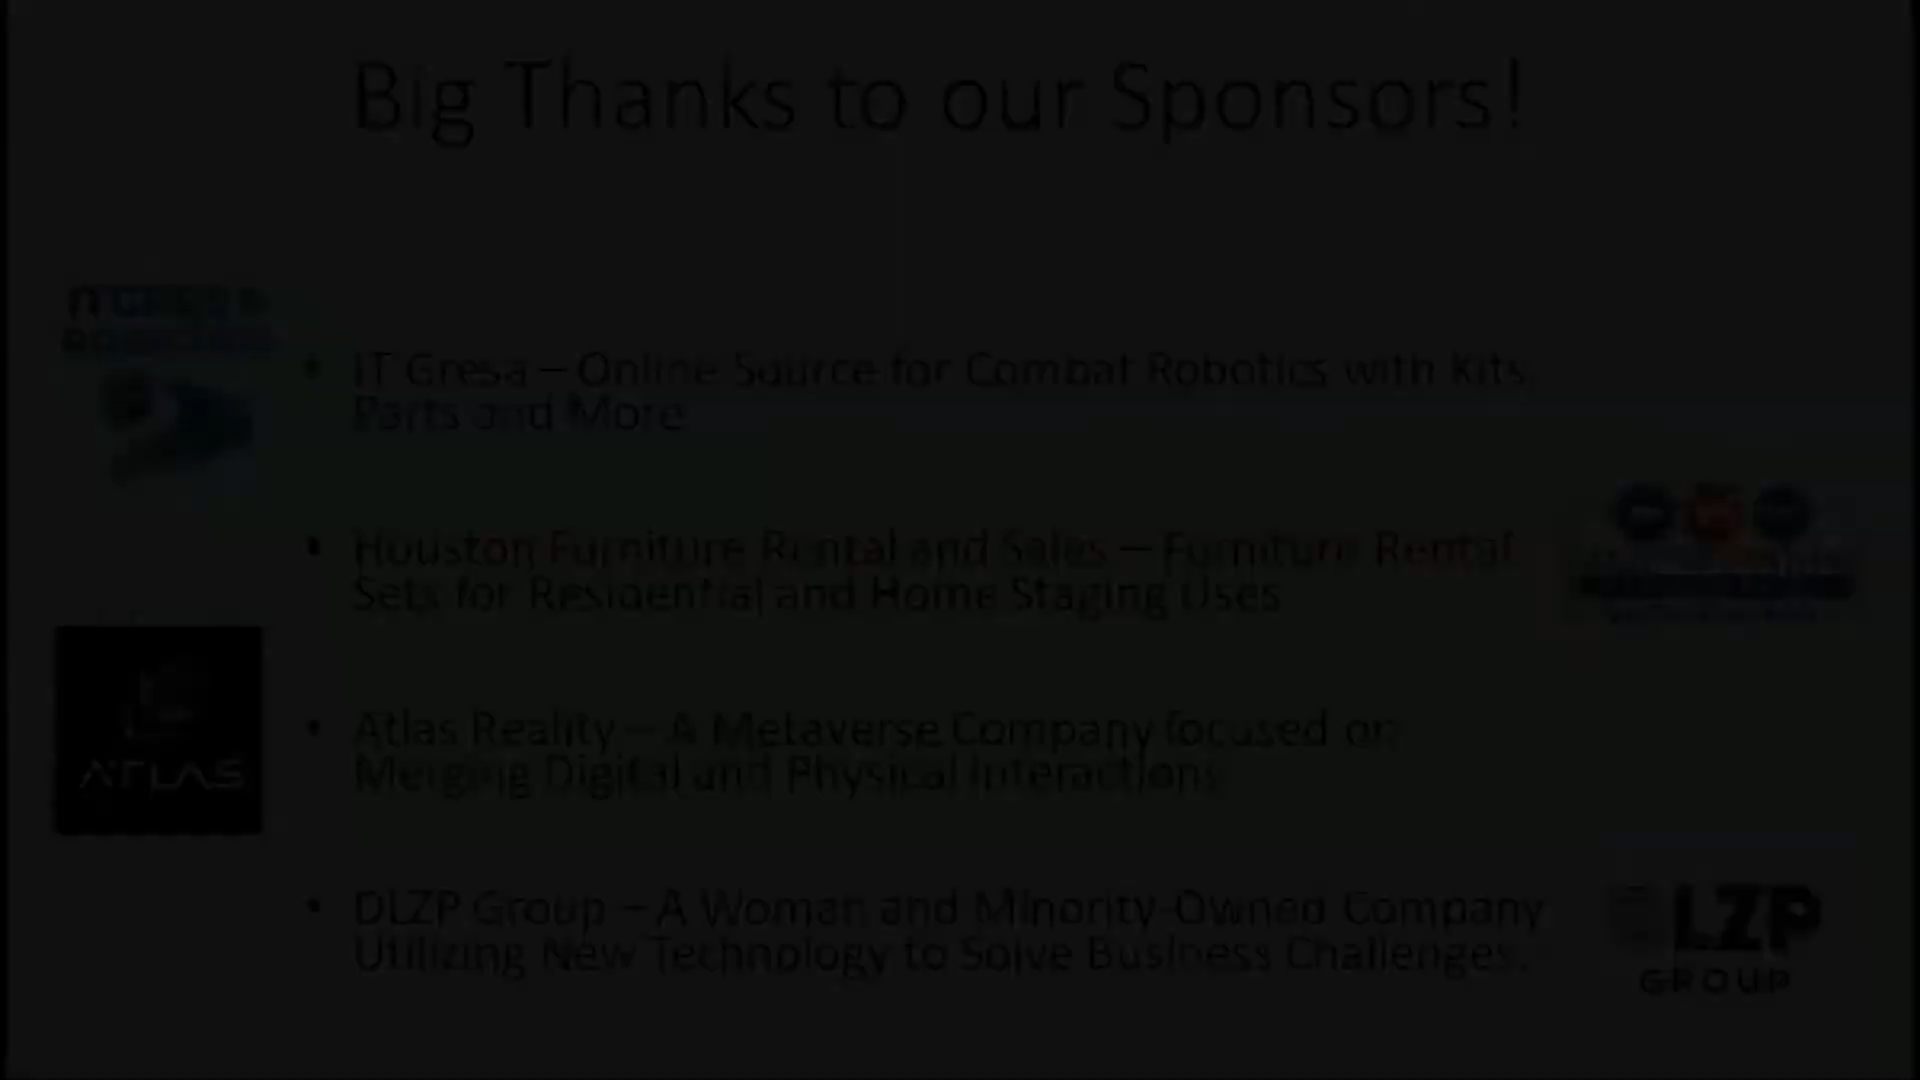 Big Thanks to our Sponsors!
• IT Gresa – Online Source for Combat Robotics with Kits,
Parts and More
• Houston Furniture Rental and Sales – Furniture Rental
Sets for Residential and Home Staging Uses
• Atlas Reality – A Metaverse Company focused on
Merging Digital and Physical Interactions
ATLAS
• DLZP Group – A Woman and Minority-Owned Company
Utilizing New Technology to Solve Business Challenges.
DLZP
GROUP